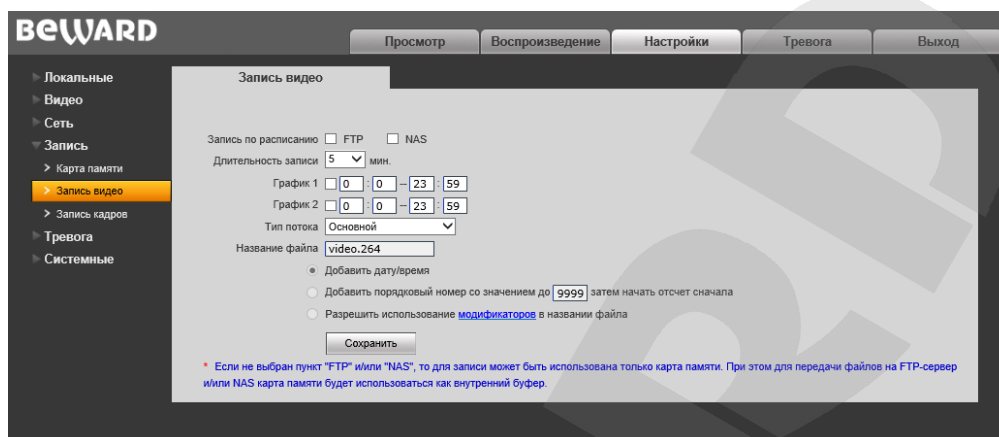 BEWARD
Просмотр Воспроизведение Настройки Тревога Выход
Локальные
Видео
Сеть
Запись
Карта памяти
Запись видео
Запись кадров
Тревога
Системные
Запись видео
Запись по расписанию FTP NAS
Длительность записи 5 мин.
График 1 0 : 0 – 23 : 59
График 2 0 : 0 – 23 : 59
Тип потока Основной
Название файла video.264
Добавить дату/время
Добавить порядковый номер со значением до 9999 затем начать отсчет сначала
Разрешить использование модификаторов в названии файла
Сохранить
* Если не выбран пункт "FTP" и/или "NAS", то для записи может быть использована только карта памяти. При этом для передачи файлов на FTP-сервер
и/или NAS карта памяти будет использоваться как внутренний буфер.